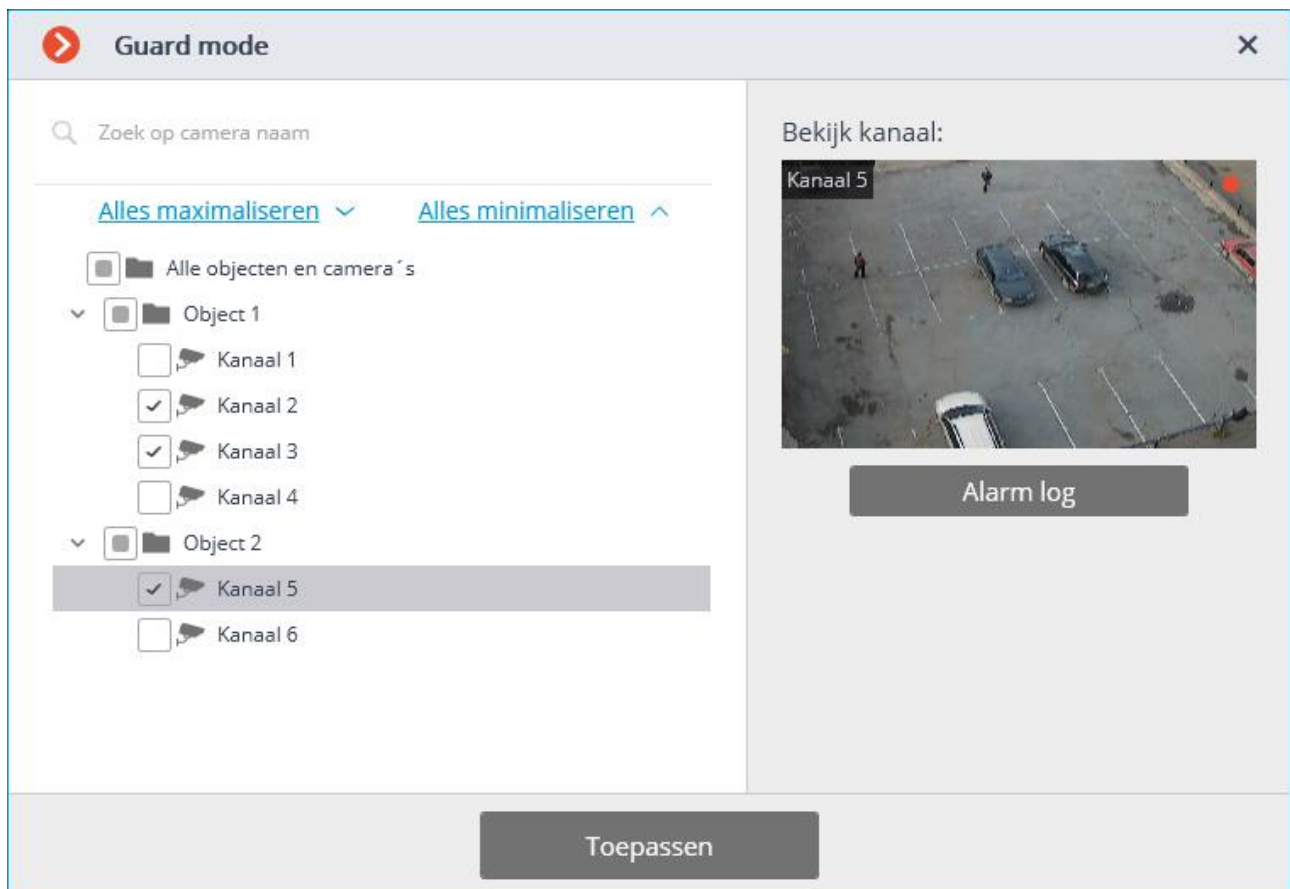 Guard mode
Zoek op camera naam
Alles maximaliseren Alles minimaliseren
Alle objecten en camera´s
Object 1
Kanaal 1
Kanaal 2
Kanaal 3
Kanaal 4
Object 2
Kanaal 5
Kanaal 6
Bekijk kanaal:
Kanaal 5
Alarm log
Toepassen